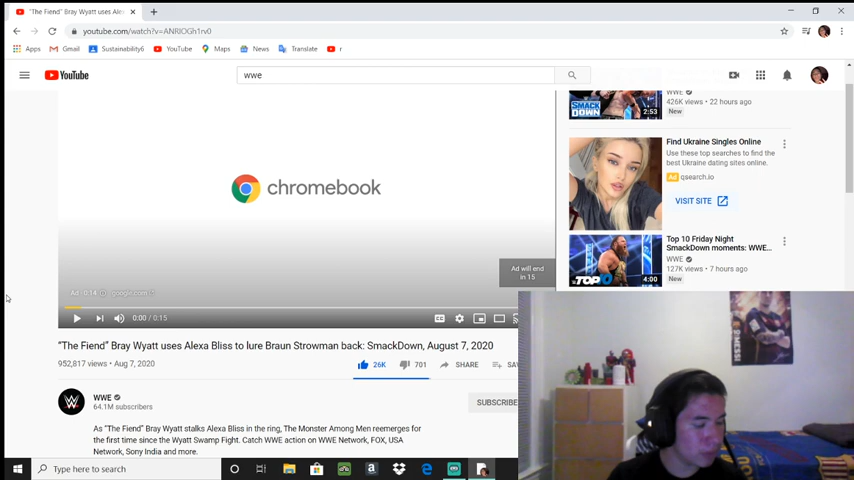 "The Fiend" Bray Wyatt uses Ale
youtube.com/watch?v=ANRIOGh1rv0
Apps Gmail Sustainability6 YouTube Maps News Translate r
YouTube
wwe
WWE
426K views • 22 hours ago
New
SMACK
DOWN
2:53
chromebook
Find Ukraine Singles Online
Use these top searches to find the
best Ukraine dating sites online.
Ad qsearch.io
VISIT SITE
Top 10 Friday Night
SmackDown moments: WWE...
WWE
127K views • 7 hours ago
New
TOP10
4:00
Ad will end
in 15
Ad · 0:14 google.com
0:00 / 0:15
"The Fiend" Bray Wyatt uses Alexa Bliss to lure Braun Strowman back: SmackDown, August 7, 2020
952,817 views • Aug 7, 2020
26K 701 SHARE SAV
WWE
64.1M subscribers
SUBSCRIBE
As "The Fiend" Bray Wyatt stalks Alexa Bliss in the ring, The Monster Among Men reemerges for
the first time since the Wyatt Swamp Fight. Catch WWE action on WWE Network, FOX, USA
Network, Sony India and more.
MESSI
Type here to search